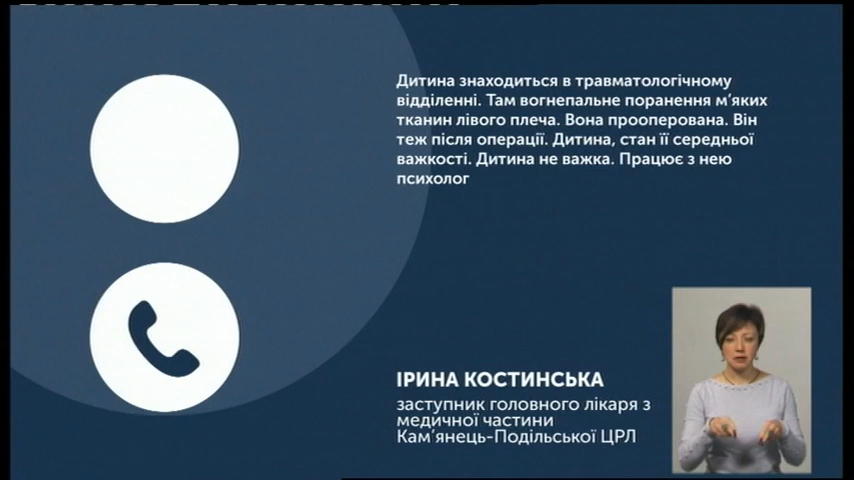 Дитина знаходиться в травматологічному
відділенні. Там вогнепальне поранення м'яких
тканин лівого плеча. Вона прооперована. Він
теж після операції. Дитина, стан її середньої
важкості. Дитина не важка. Працює з нею
психолог
ІРИНА КОСТИНСЬКА
заступник головного лікаря з
медичної частини
Кам'янець-Подільської ЦРЛ